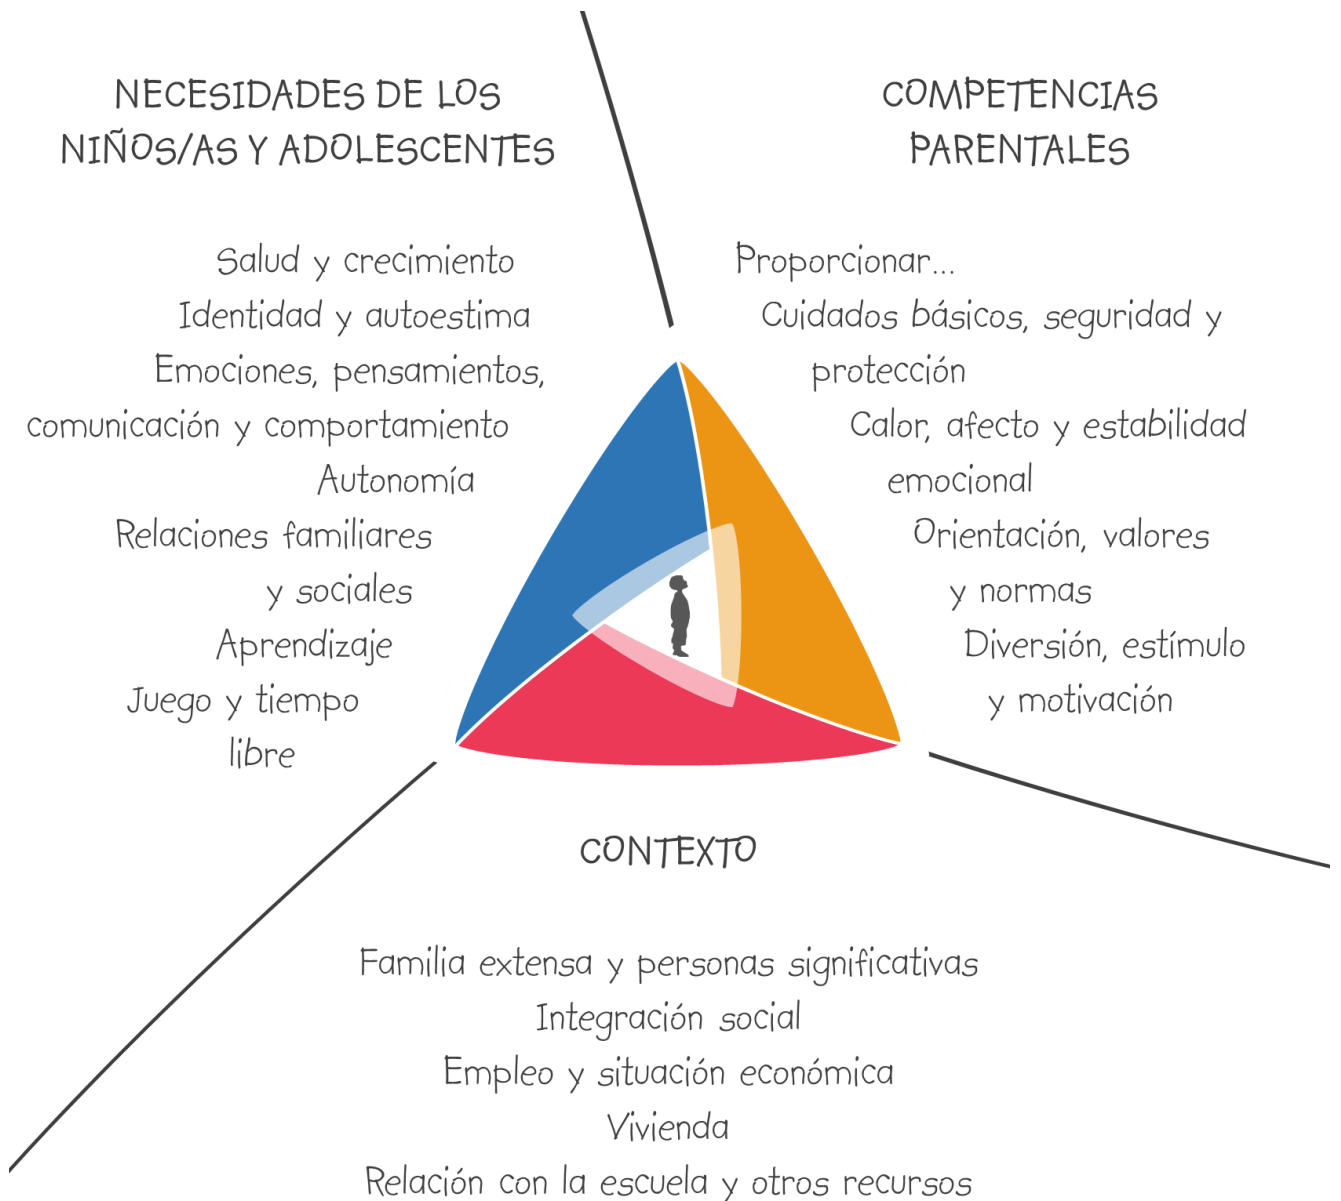 NECESIDADES DE LOS
NIÑOS/AS Y ADOLESCENTES
Salud y crecimiento
Identidad y autoestima
Emociones, pensamientos,
comunicación y comportamiento
Autonomía
Relaciones familiares
y sociales
Aprendizaje
Juego y tiempo
libre
COMPETENCIAS
PARENTALES
Proporcionar...
Cuidados básicos, seguridad y
protección
Calor, afecto y estabilidad
emocional
Orientación, valores
y normas
Diversión, estímulo
y motivación
CONTEXTO
Familia extensa y personas significativas
Integración social
Empleo y situación económica
Vivienda
Relación con la escuela y otros recursos